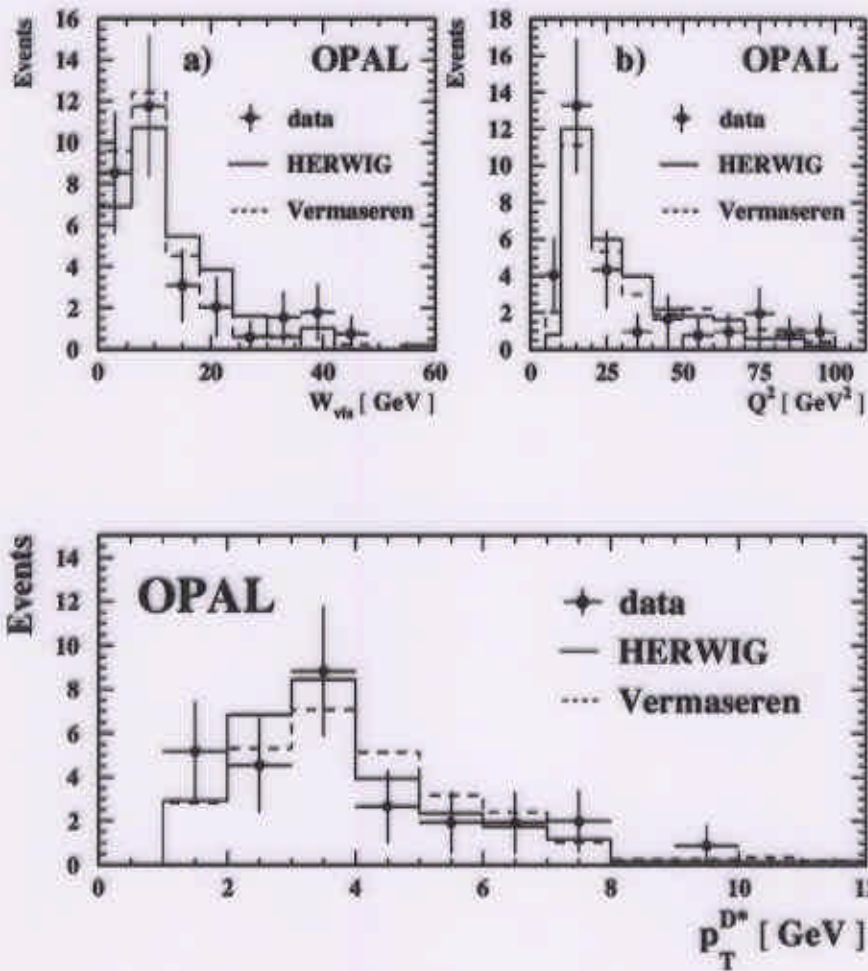 Events
16
14
12
10
8
6
4
2
0
a) OPAL
data
HERWIG
Vermaseren
0 20 40 60
W_vis [ GeV ]
Events
18
16
14
12
10
8
6
4
2
0
b) OPAL
data
HERWIG
Vermaseren
0 25 50 75 100
Q² [ GeV² ]
Events
14
12
10
8
6
4
2
0
OPAL
data
HERWIG
Vermaseren
0 2 4 6 8 10
p_T^D* [ GeV ]